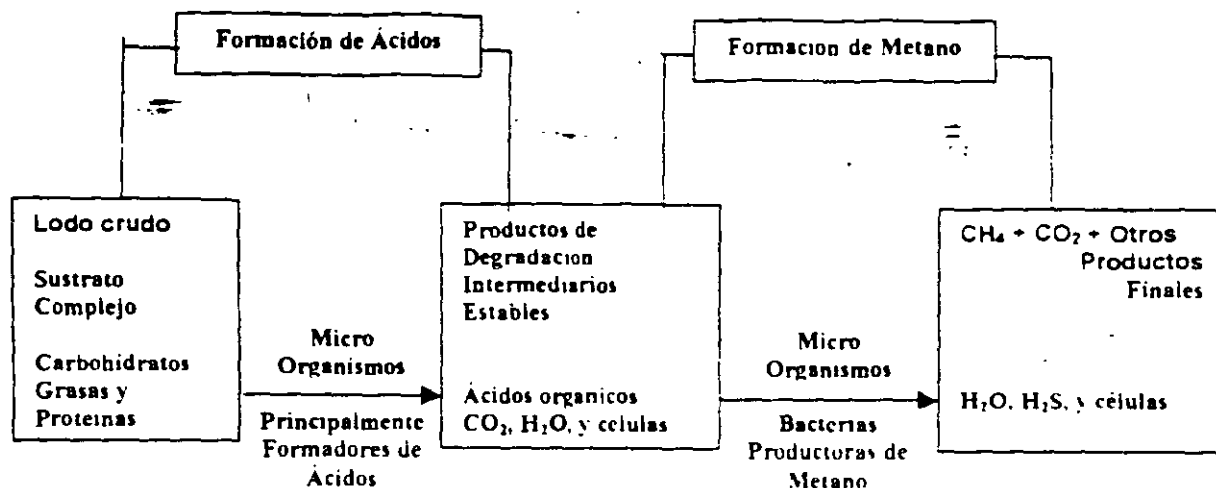 Formación de Ácidos
Formacion de Metano
Lodo crudo
Sustrato
Complejo
Carbohidratos
Grasas y
Proteinas
Micro
Organismos
Principalmente
Formadores de
Ácidos
Productos de
Degradacion
Intermediarios
Estables
Ácidos organicos
CO₂, H₂O, y celulas
Micro
Organismos
Bacterias
Productoras de
Metano
CH₄ + CO₂ + Otros
Productos
Finales
H₂O, H₂S, y células